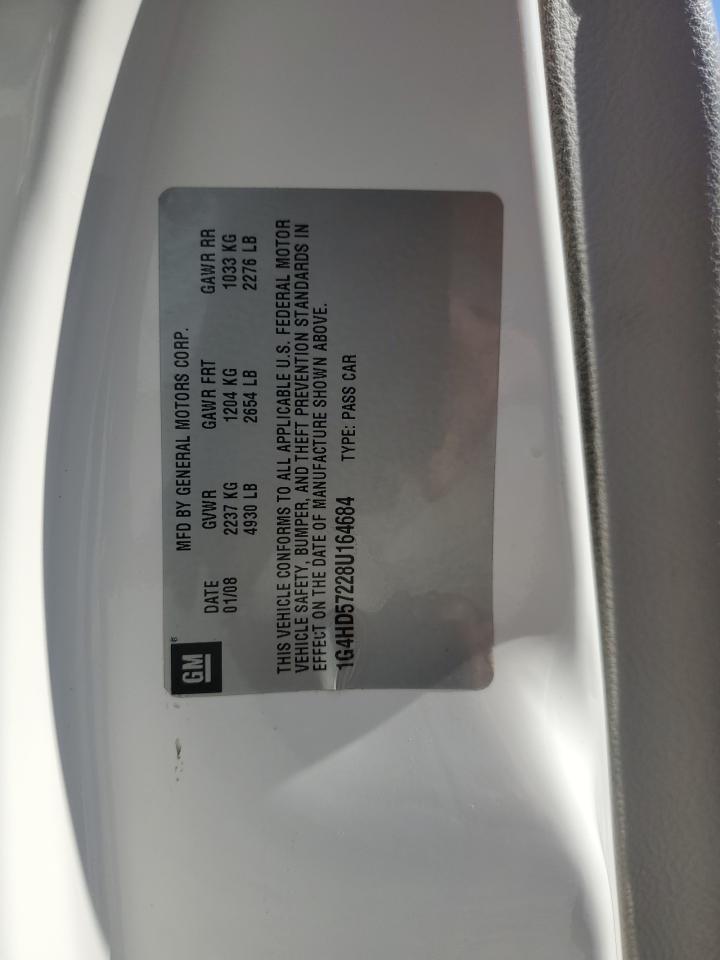 GM®
MFD BY GENERAL MOTORS CORP.
DATE GVWR GAWR FRT GAWR RR
01/08 2237 KG 1204 KG 1033 KG
4930 LB 2654 LB 2276 LB
THIS VEHICLE CONFORMS TO ALL APPLICABLE U.S. FEDERAL MOTOR
VEHICLE SAFETY, BUMPER, AND THEFT PREVENTION STANDARDS IN
EFFECT ON THE DATE OF MANUFACTURE SHOWN ABOVE.
1G4HD57228U164684 TYPE: PASS CAR